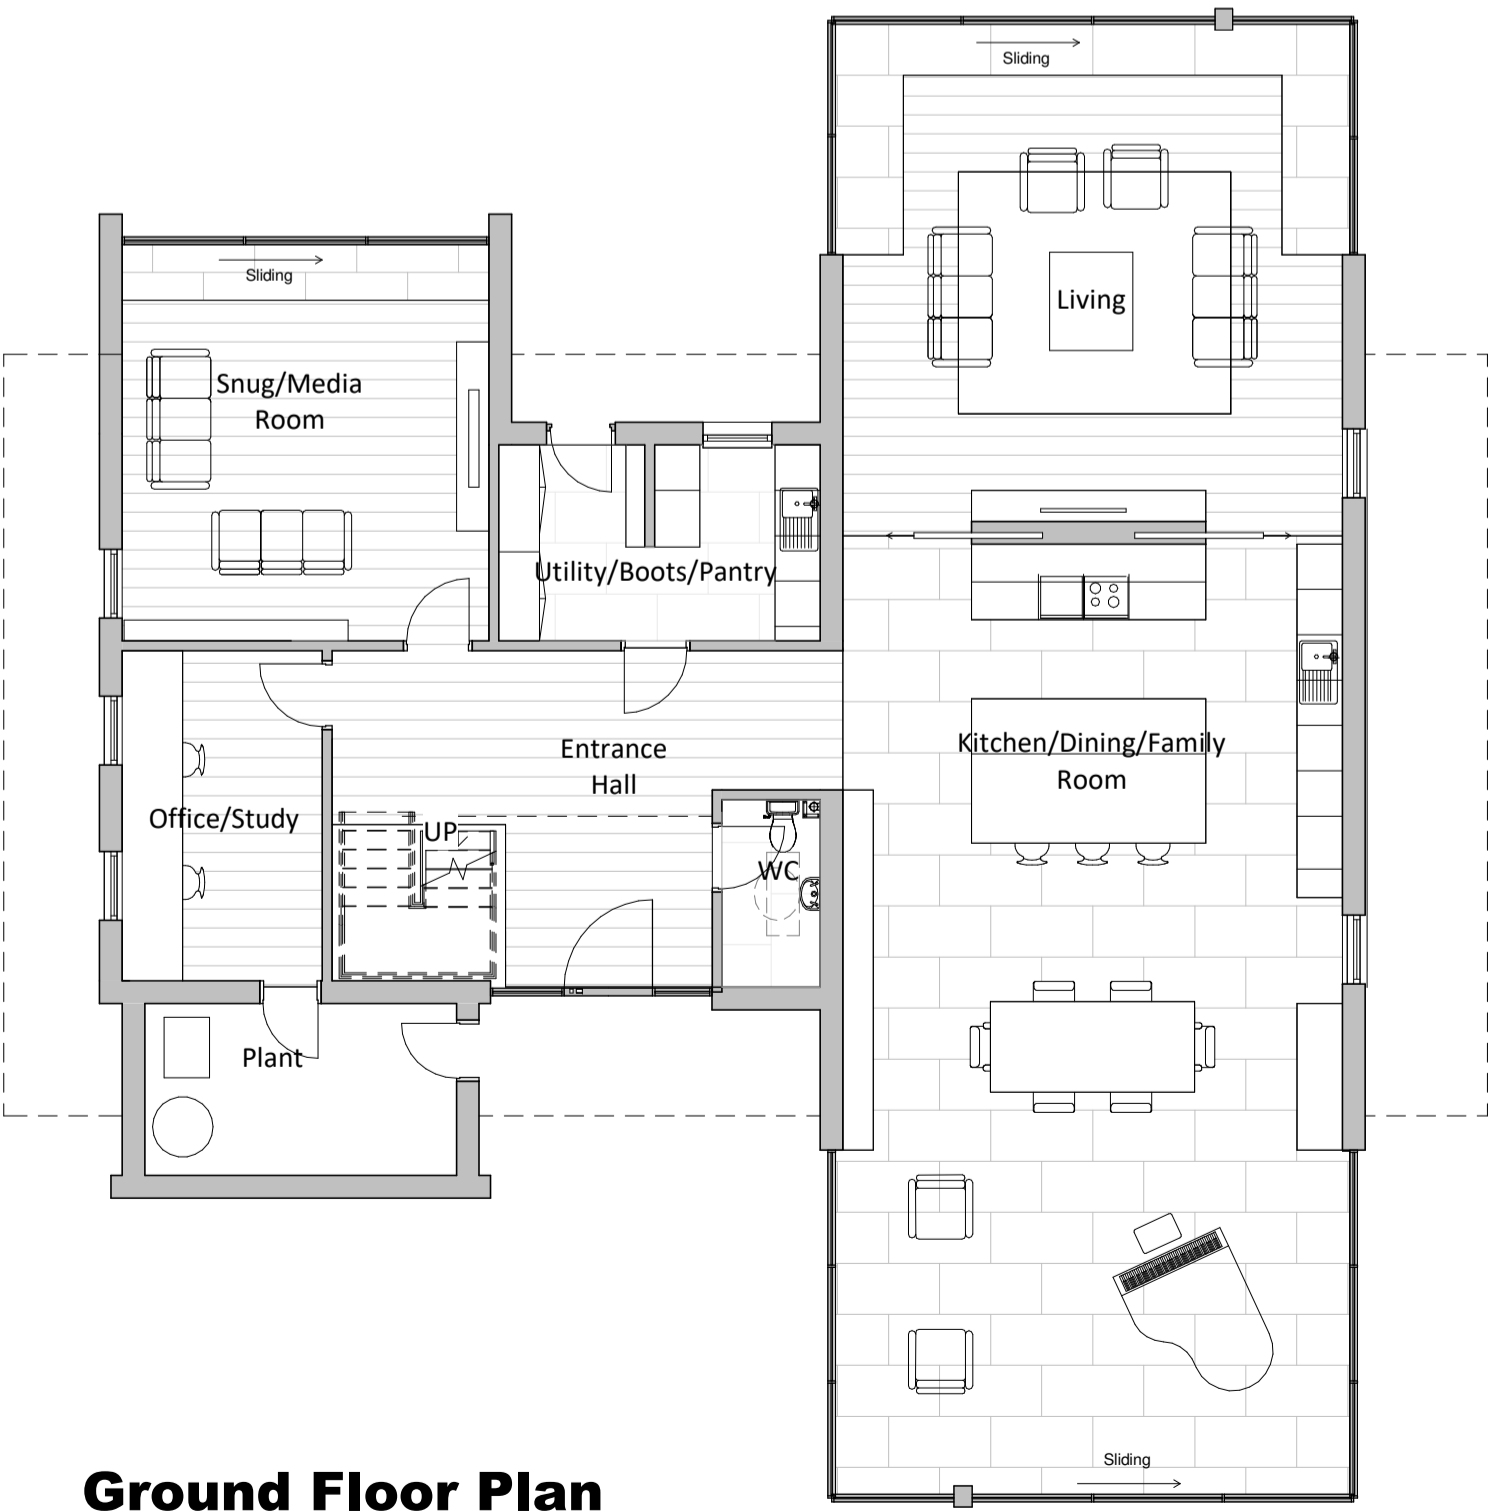 Sliding
Sliding
Living
Snug/Media
Room
Utility/Boots/Pantry
Entrance
Hall
Kitchen/Dining/Family
Room
Office/Study
UP
WC
Plant
Sliding
Ground Floor Plan